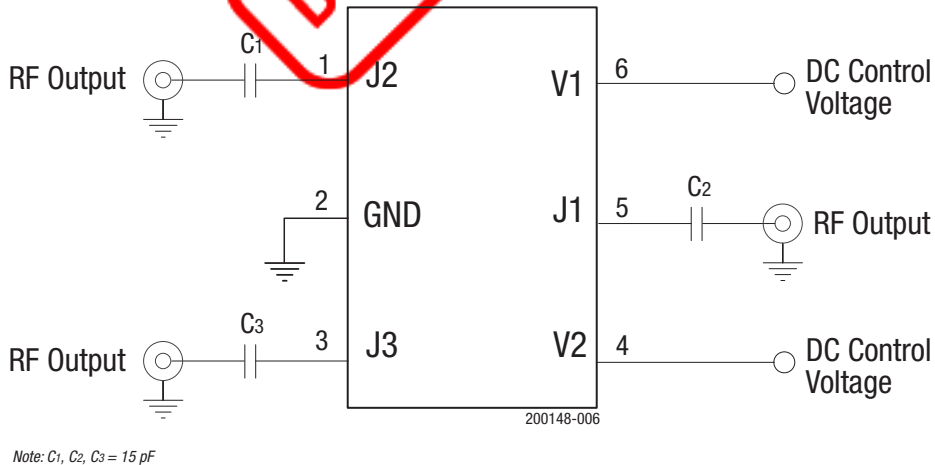 C1
RF Output
1
J2
V1
6
DC Control
Voltage
2
GND
J1
5
C2
RF Output
C3
RF Output
3
J3
V2
4
DC Control
Voltage
200148-006
Note: C1, C2, C3 = 15 pF